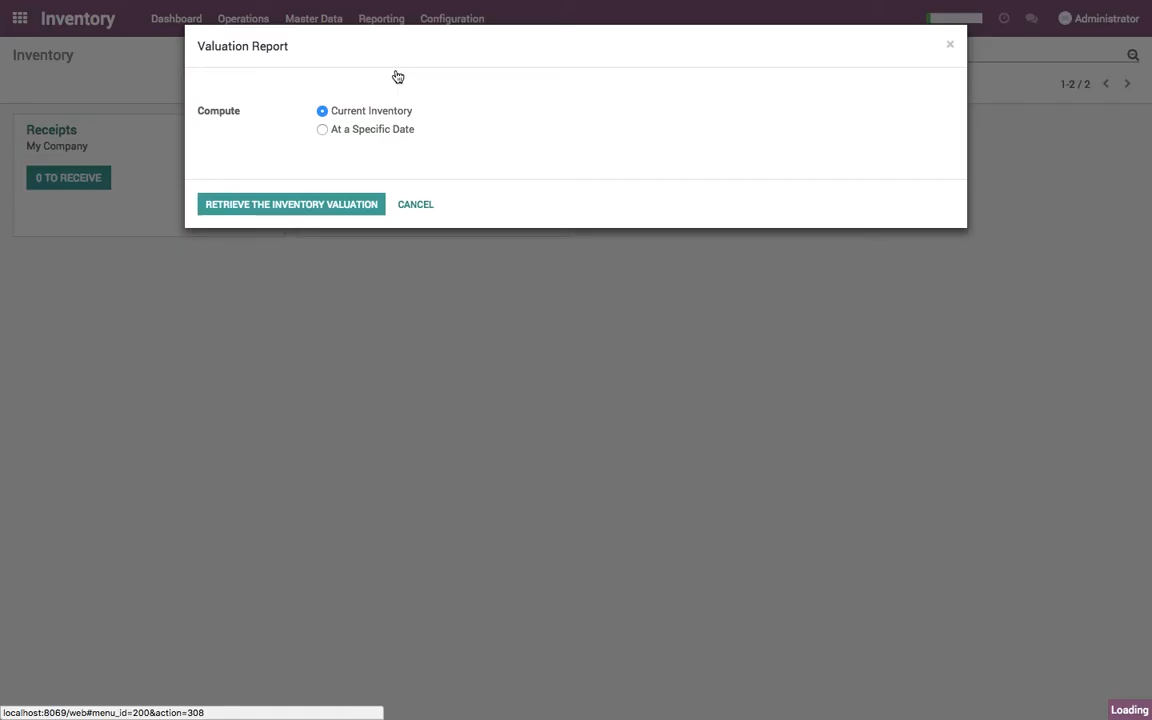 Inventory Dashboard Operations Master Data Reporting Configuration Administrator
Valuation Report ×
Inventory
1-2 / 2
Compute Current Inventory
At a Specific Date
Receipts
My Company
0 TO RECEIVE
RETRIEVE THE INVENTORY VALUATION CANCEL
localhost:8069/web#menu_id=200&action=308
Loading